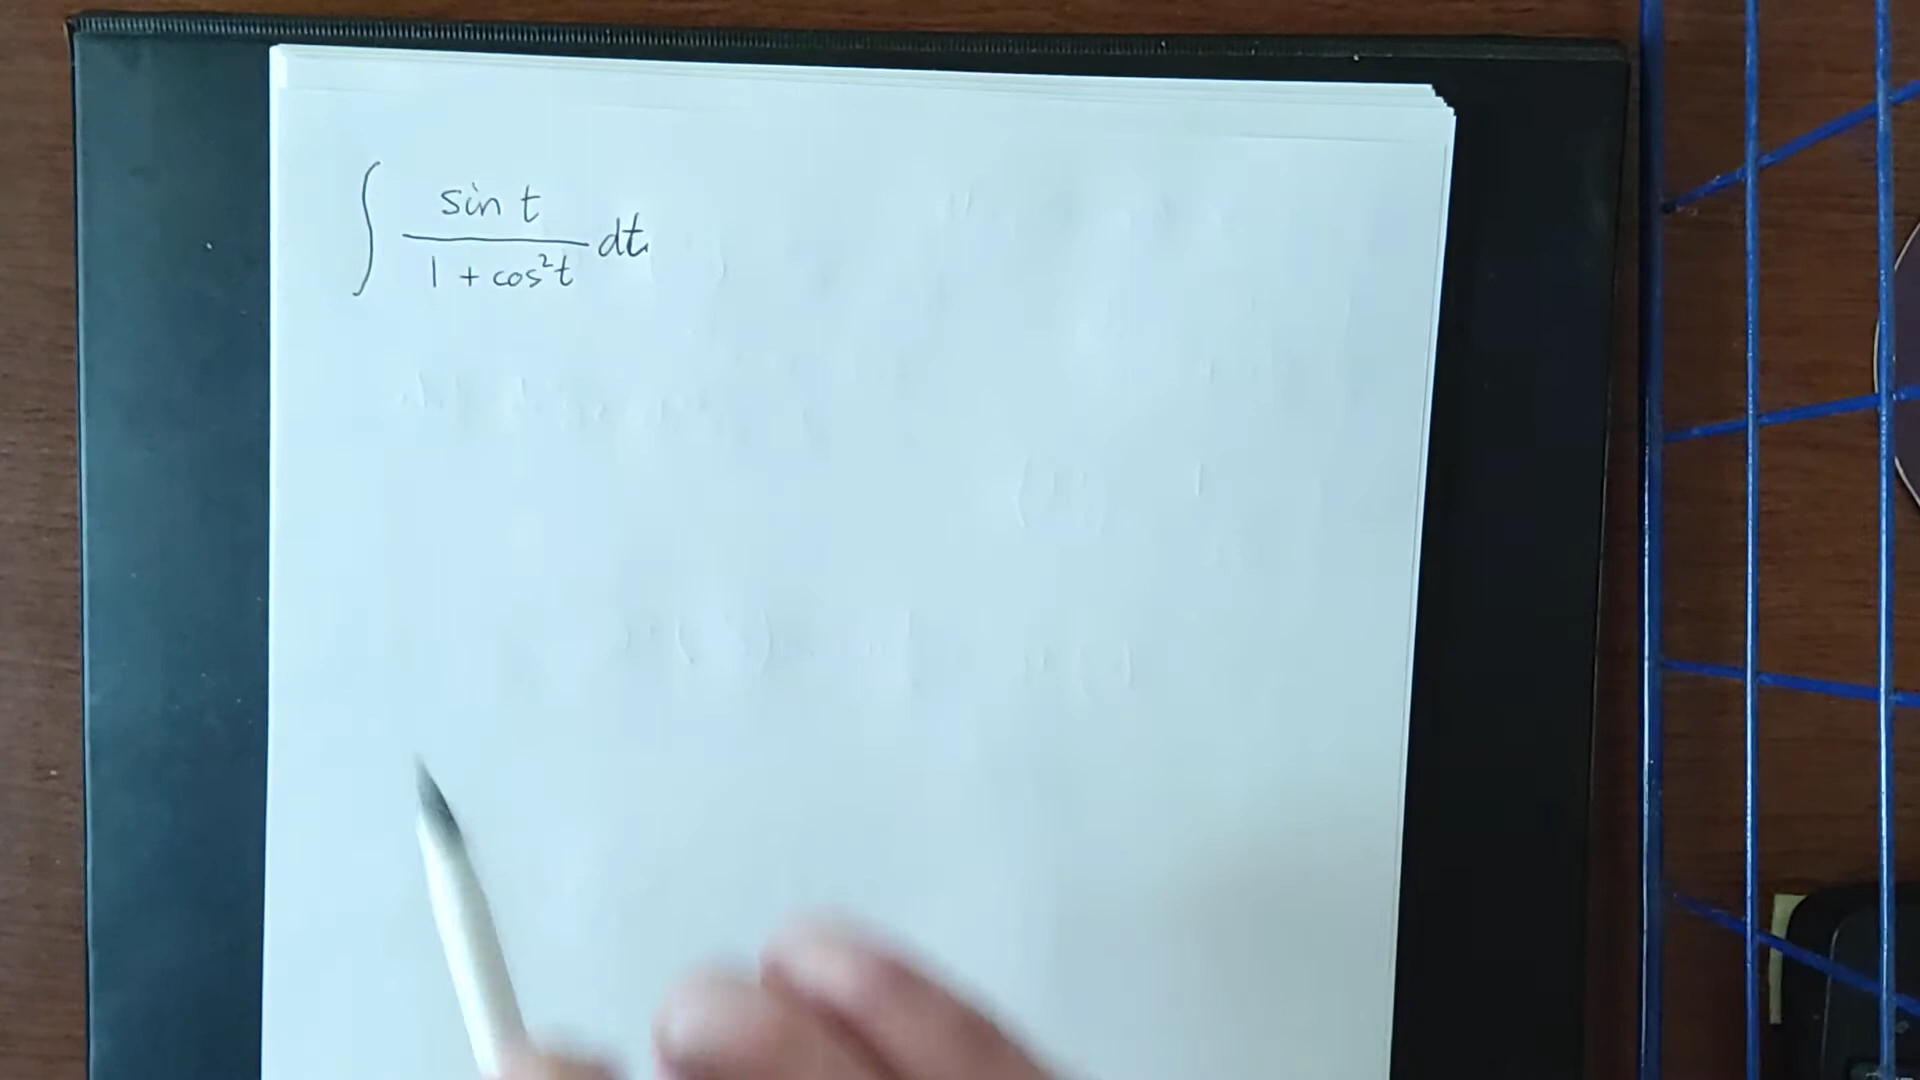 ∫ sin t / (1 + cos²t) dt